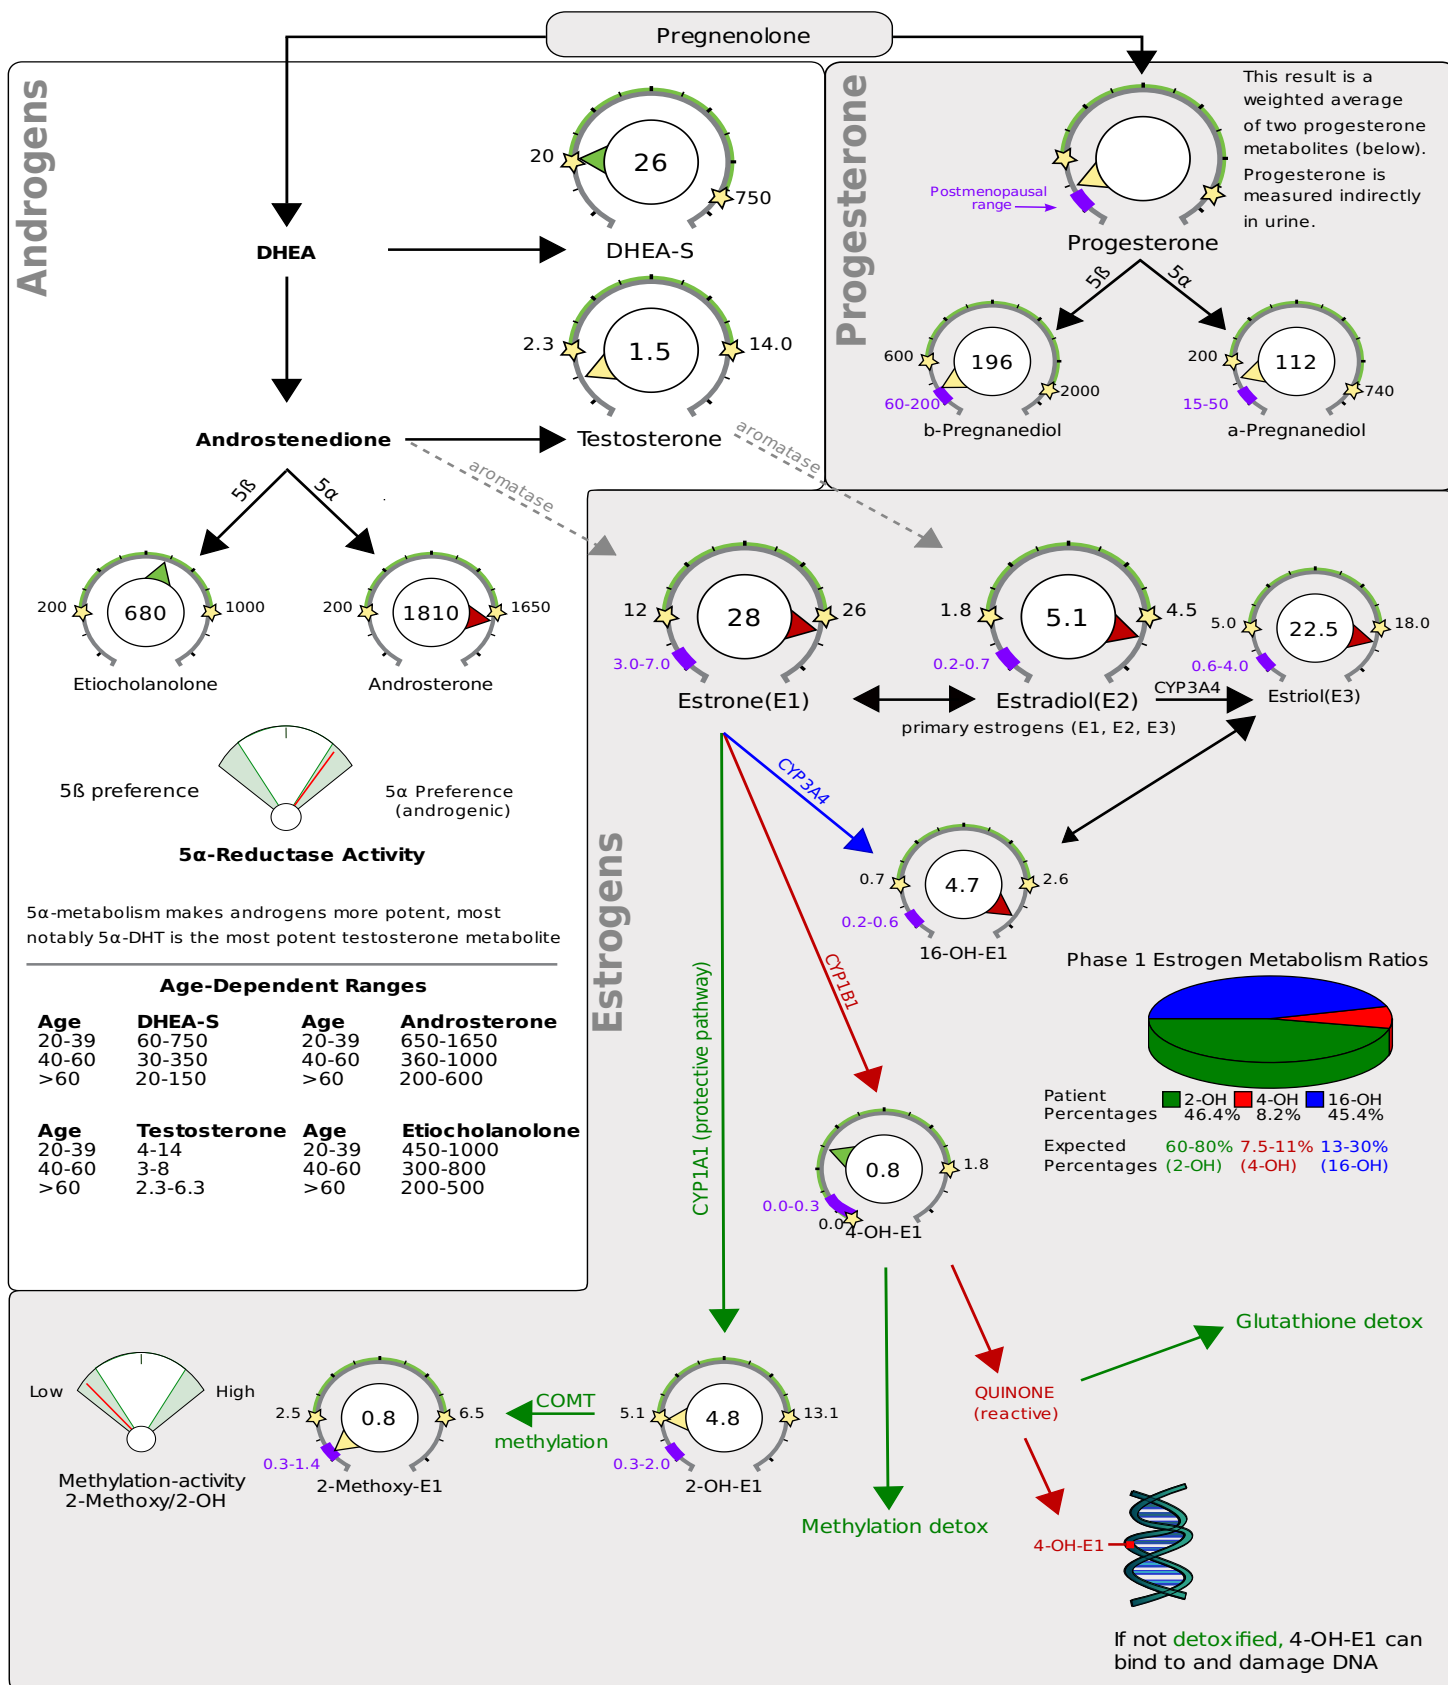 Pregnenolone
Androgens
20
26
750
DHEA
DHEA-S
2.3
1.5
14.0
Androstenedione
Testosterone
aromatase
aromatase
5ß
5α
200
680
1000
Etiocholanolone
200
1810
1650
Androsterone
5ß preference
5α Preference
(androgenic)
5α-Reductase Activity
5α-metabolism makes androgens more potent, most
notably 5α-DHT is the most potent testosterone metabolite
Age-Dependent Ranges
Age DHEA-S Age Androsterone
20-39 60-750 20-39 650-1650
40-60 30-350 40-60 360-1000
>60 20-150 >60 200-600
Age Testosterone Age Etiocholanolone
20-39 4-14 20-39 450-1000
40-60 3-8 40-60 300-800
>60 2.3-6.3 >60 200-500
Progesterone
This result is a
weighted average
of two progesterone
metabolites (below).
Progesterone is
measured indirectly
in urine.
Postmenopausal
range
Progesterone
5ß
5α
600
196
2000
60-200
b-Pregnanediol
200
112
740
15-50
a-Pregnanediol
Estrogens
12
28
26
3.0-7.0
Estrone(E1)
1.8
5.1
4.5
0.2-0.7
Estradiol(E2)
CYP3A4
5.0
22.5
18.0
0.6-4.0
Estriol(E3)
primary estrogens (E1, E2, E3)
CYP3A4
0.7
4.7
2.6
0.2-0.6
16-OH-E1
CYP1B1
CYP1A1 (protective pathway)
Phase 1 Estrogen Metabolism Ratios
Patient
Percentages
2-OH 4-OH 16-OH
46.4% 8.2% 45.4%
Expected
Percentages
60-80% 7.5-11% 13-30%
(2-OH) (4-OH) (16-OH)
0.8
1.8
0.0-0.3
0.0
4-OH-E1
Low
High
Methylation-activity
2-Methoxy/2-OH
2.5
0.8
6.5
0.3-1.4
2-Methoxy-E1
COMT
methylation
5.1
4.8
13.1
0.3-2.0
2-OH-E1
Methylation detox
QUINONE
(reactive)
Glutathione detox
4-OH-E1
If not detoxified, 4-OH-E1 can
bind to and damage DNA